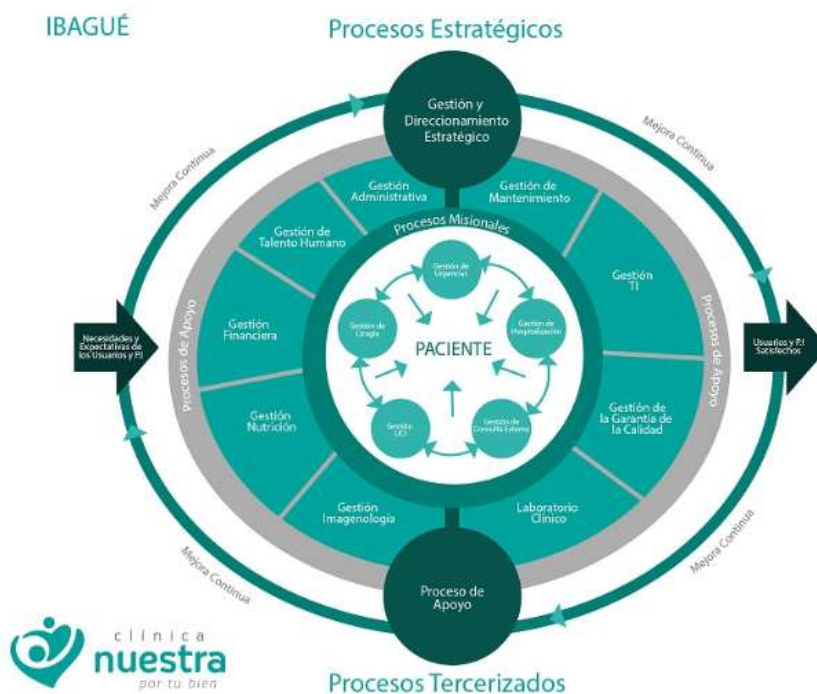 IBAGUÉ
Procesos Estratégicos
Gestión y
Direccionamiento
Estratégico
Mejora Continua
Mejora Continua
Gestión
Administrativa
Gestión de
Mantenimiento
Procesos Misionales
Gestión de
Talento Humano
Gestión
TI
Gestión de
Urgencias
Gestión de
Cirugía
Gestión de
Hospitalización
PACIENTE
Necesidades y
Expectativas de
los Usuarios y P.I
Procesos de Apoyo
Gestión
Financiera
Procesos de Apoyo
Usuarios y P.I
Satisfechos
Gestión
Nutrición
Gestión
UCI
Gestión de
Consulta Externa
Gestión de
la Garantia de
la Calidad
Gestión
Imagenología
Laboratorio
Clínico
Mejora Continua
Mejora Continua
Proceso de
Apoyo
clínica
nuestra
por tu bien
Procesos Tercerizados